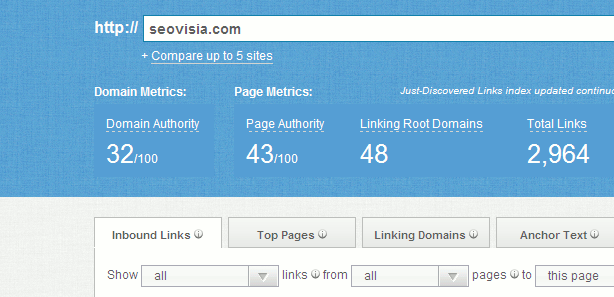 http:// seovisia.com
+ Compare up to 5 sites
Domain Metrics: Page Metrics: Just-Discovered Links index updated
Domain Authority Page Authority Linking Root Domains Total Links
32/100 43/100 48 2,964
Inbound Links Top Pages Linking Domains Anchor Text
Show all links from all pages to this page